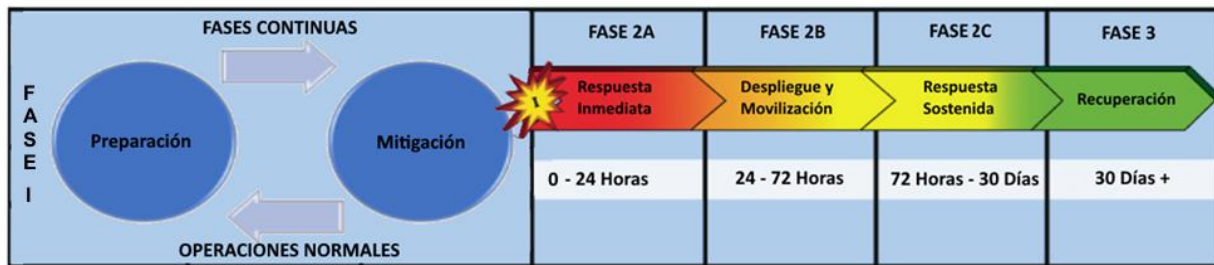 FASE I
FASES CONTINUAS
Preparación
Mitigación
OPERACIONES NORMALES
FASE 2A
FASE 2B
FASE 2C
FASE 3
I
Respuesta
Inmediata
Despliegue y
Movilización
Respuesta
Sostenida
Recuperación
0 - 24 Horas
24 - 72 Horas
72 Horas - 30 Días
30 Días +